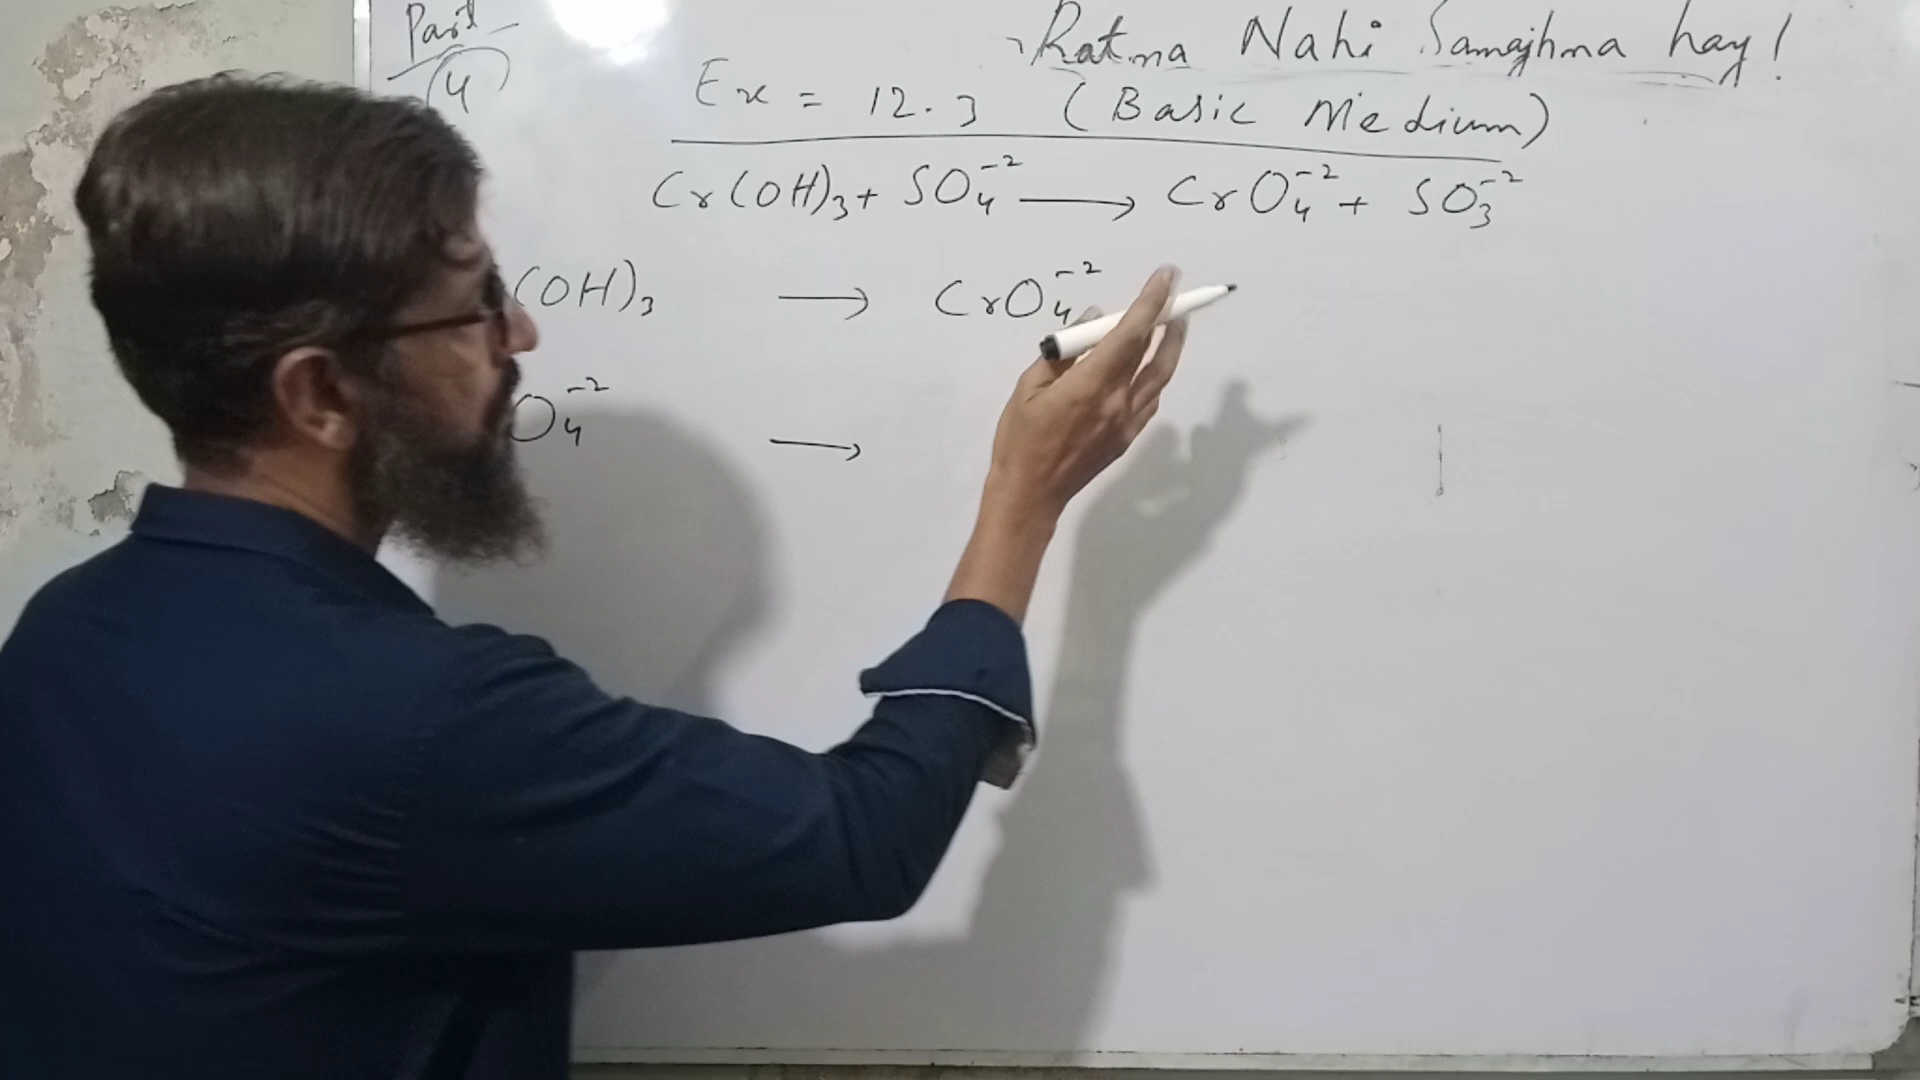 Part
4
Ratna Nahi Samajhna hay!
Ex = 12.3 (Basic Medium)
Cr(OH)₃ + SO₄⁻² → CrO₄⁻² + SO₃⁻²
(OH)₃ → CrO₄⁻²
O₄⁻² →